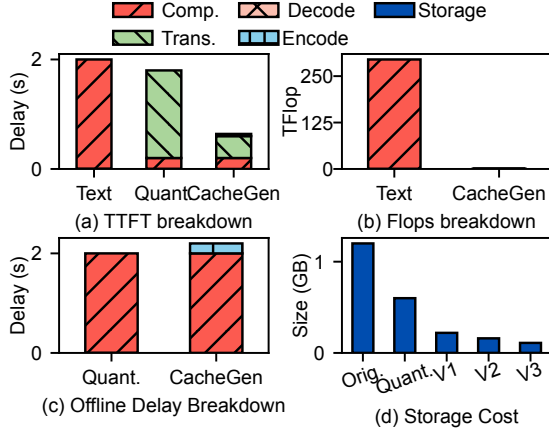 Comp. Decode Storage
Trans. Encode
2
0
Delay (s)
Text Quant. CacheGen
(a) TTFT breakdown
250
125
0
TFlop
Text CacheGen
(b) Flops breakdown
2
0
Delay (s)
Quant. CacheGen
(c) Offline Delay Breakdown
1
0
Size (GB)
Orig. Quant. V1 V2 V3
(d) Storage Cost